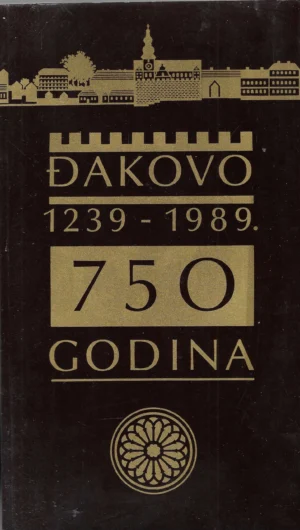 ĐAKOVO
1239 - 1989.
750
GODINA